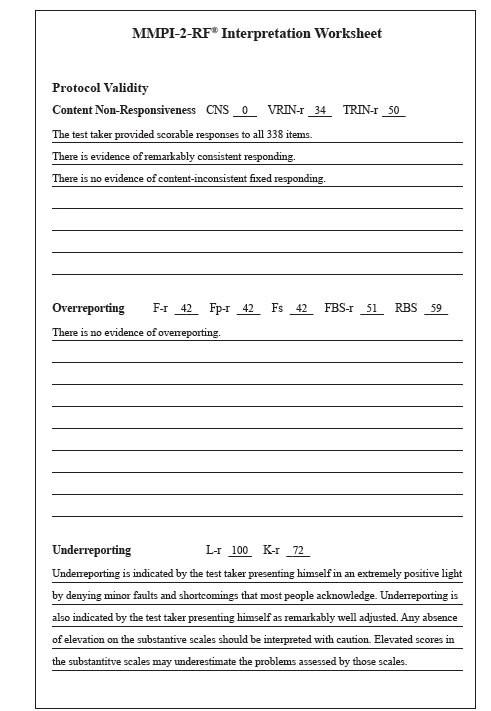 MMPI-2-RF® Interpretation Worksheet
Protocol Validity
Content Non-Responsiveness CNS 0 VRIN-r 34 TRIN-r 50
The test taker provided scorable responses to all 338 items.
There is evidence of remarkably consistent responding.
There is no evidence of content-inconsistent fixed responding.
Overreporting F-r 42 Fp-r 42 Fs 42 FBS-r 51 RBS 59
There is no evidence of overreporting.
Underreporting L-r 100 K-r 72
Underreporting is indicated by the test taker presenting himself in an extremely positive light
by denying minor faults and shortcomings that most people acknowledge. Underreporting is
also indicated by the test taker presenting himself as remarkably well adjusted. Any absence
of elevation on the substantive scales should be interpreted with caution. Elevated scores in
the substantitve scales may underestimate the problems assessed by those scales.